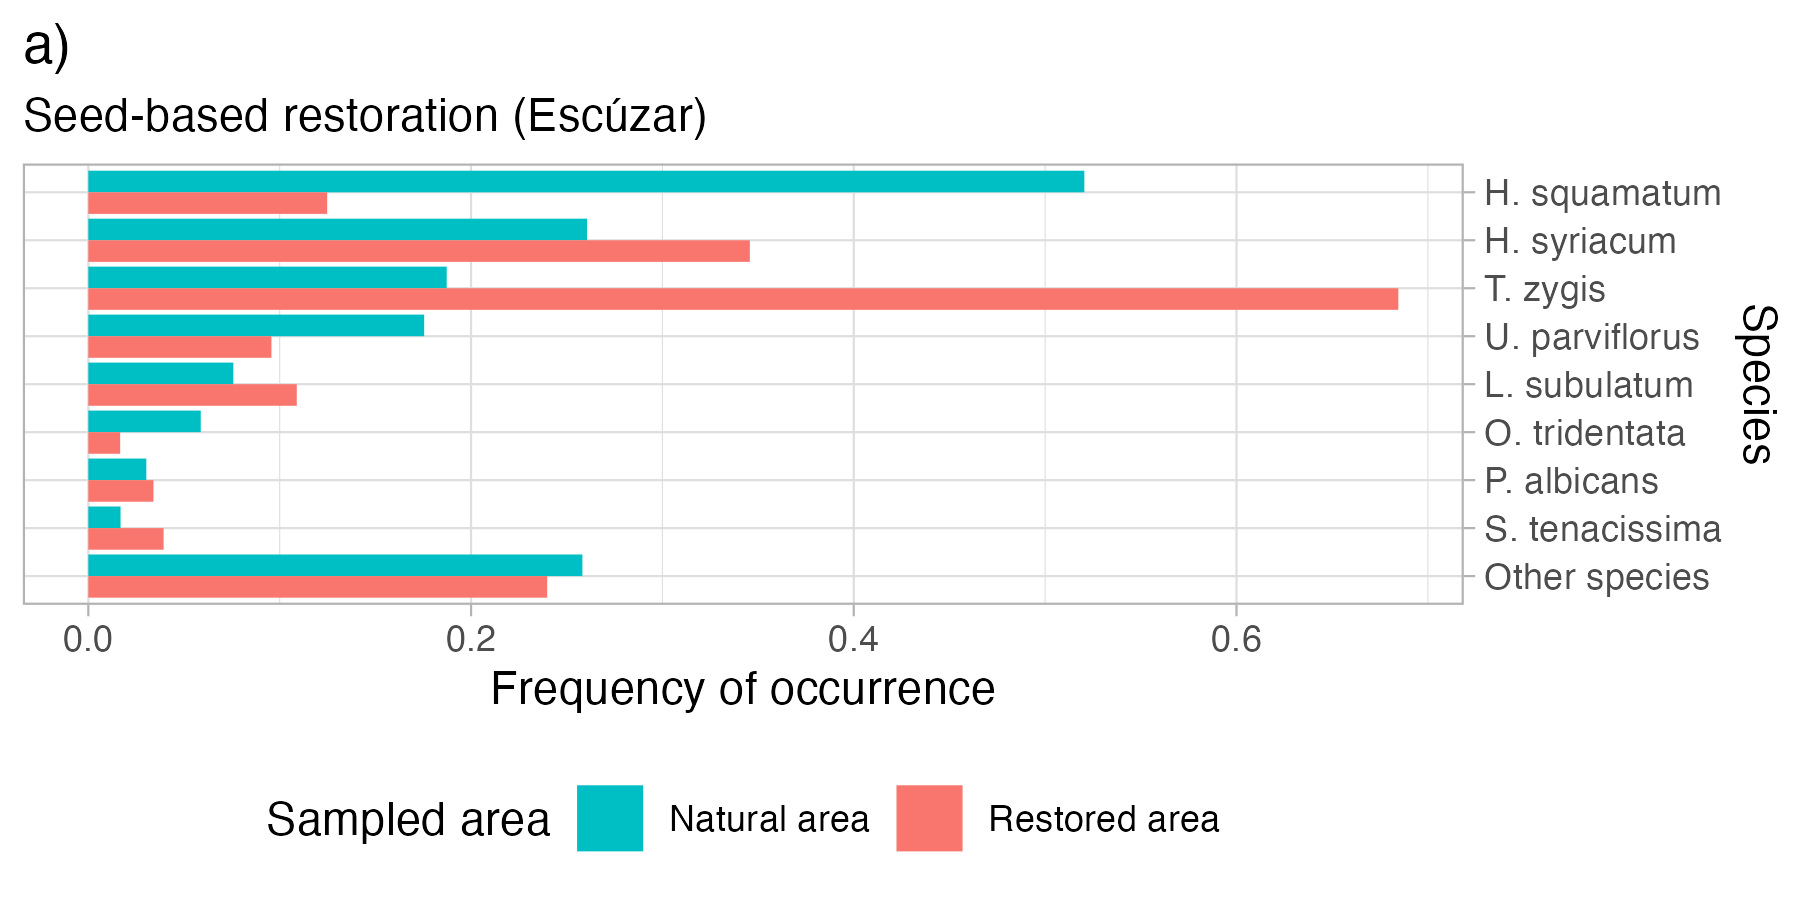 a)
Seed-based restoration (Escúzar)
H. squamatum
H. syriacum
T. zygis
U. parviflorus
L. subulatum
O. tridentata
P. albicans
S. tenacissima
Other species
Species
0.0 0.2 0.4 0.6
Frequency of occurrence
Sampled area Natural area Restored area